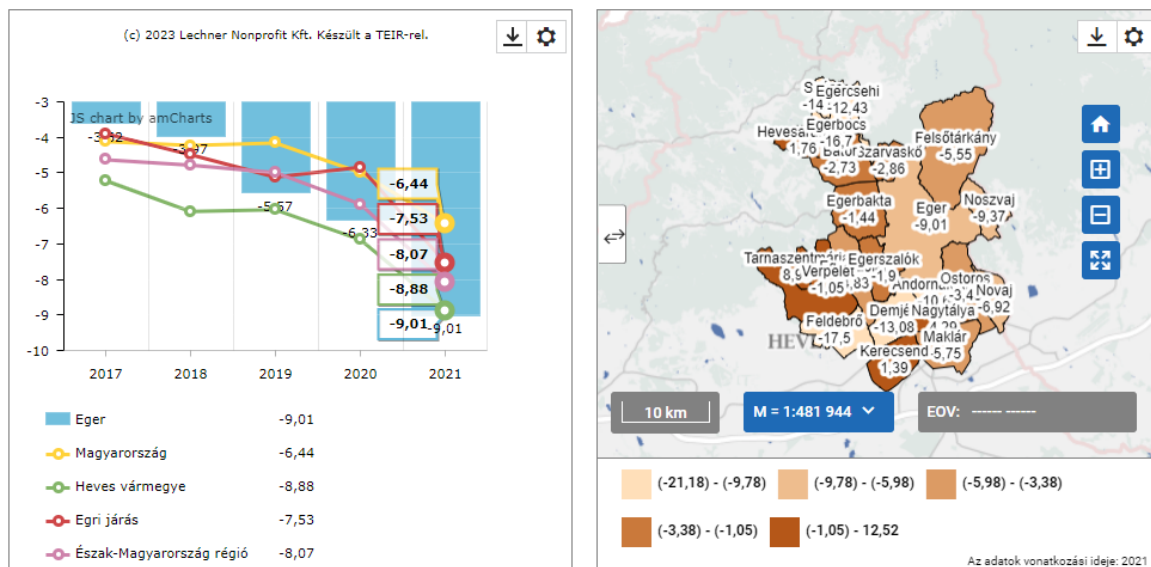 (c) 2023 Lechner Nonprofit Kft. Készült a TEIR-rel.
JS chart by amCharts
-3
-4
-5
-6
-7
-8
-9
-10
-3,62
-3,97
-5,57
-6,33
-9,01
-6,44
-7,53
-8,07
-8,88
-9,01
2017
2018
2019
2020
2021
Eger -9,01
Magyarország -6,44
Heves vármegye -8,88
Egri járás -7,53
Észak-Magyarország régió -8,07
Egercsehi
-12,43
Egerbocs
-16,7
Felsőtárkány
-5,55
1,76
-2,73
Szarvaskő
-2,86
Egerbakta
-1,44
Eger
-9,01
Noszvaj
-9,37
Egerszalók
-1,9
Verpelét
-1,05
Ostoros
Novaj
-6,92
Feldebrő
-17,5
-13,08
Nagytálya
4,29
Maklár
-5,75
Kerecsend
1,39
10 km
M = 1:481 944
EOV: ------ ------
(-21,18) - (-9,78)
(-9,78) - (-5,98)
(-5,98) - (-3,38)
(-3,38) - (-1,05)
(-1,05) - 12,52
Az adatok vonatkozási ideje: 2021